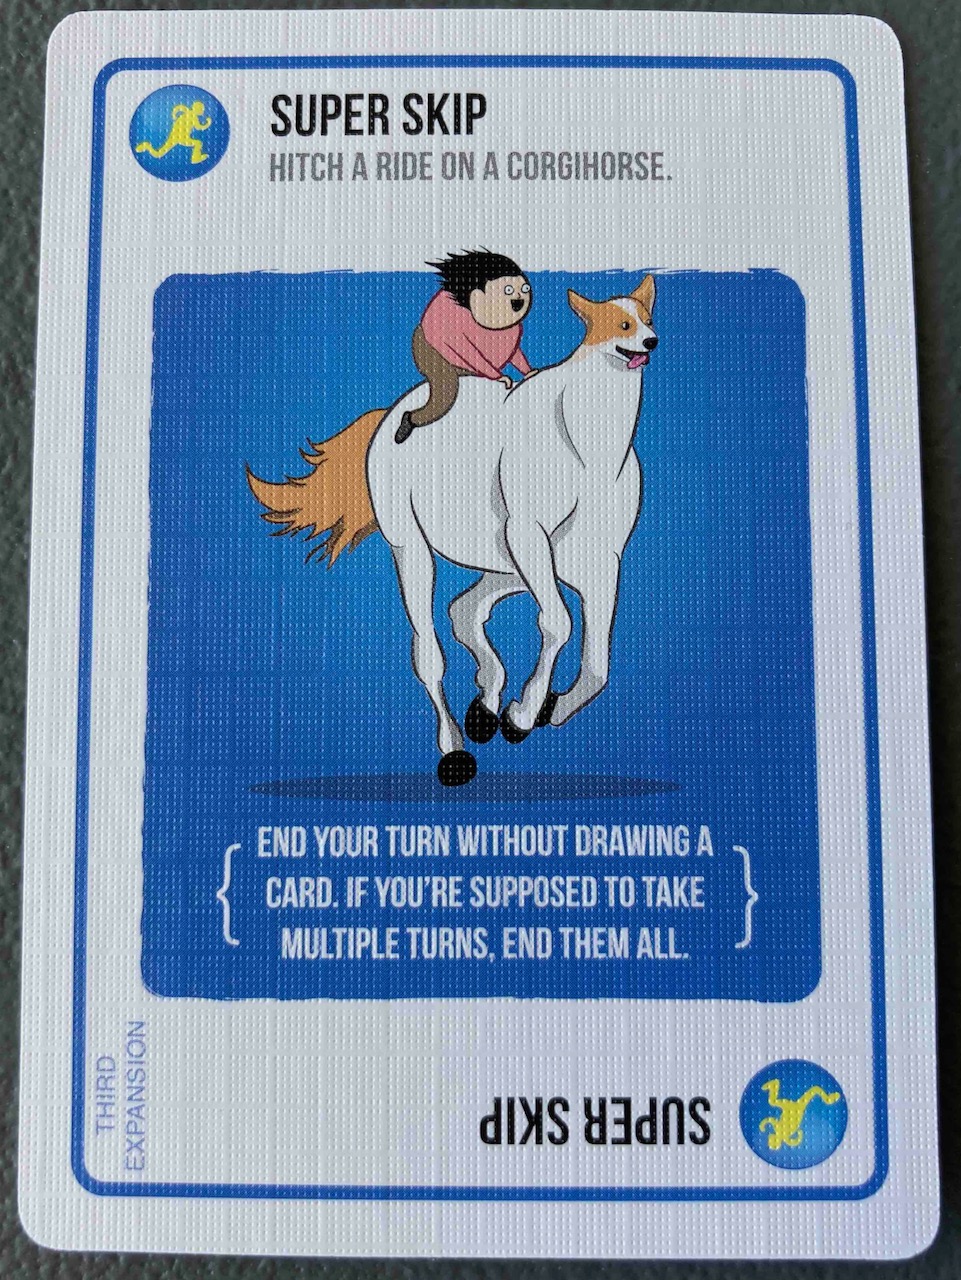 SUPER SKIP
HITCH A RIDE ON A CORGIHORSE.
END YOUR TURN WITHOUT DRAWING A
CARD. IF YOU'RE SUPPOSED TO TAKE
MULTIPLE TURNS, END THEM ALL.
THIRD
EXPANSION
SUPER SKIP